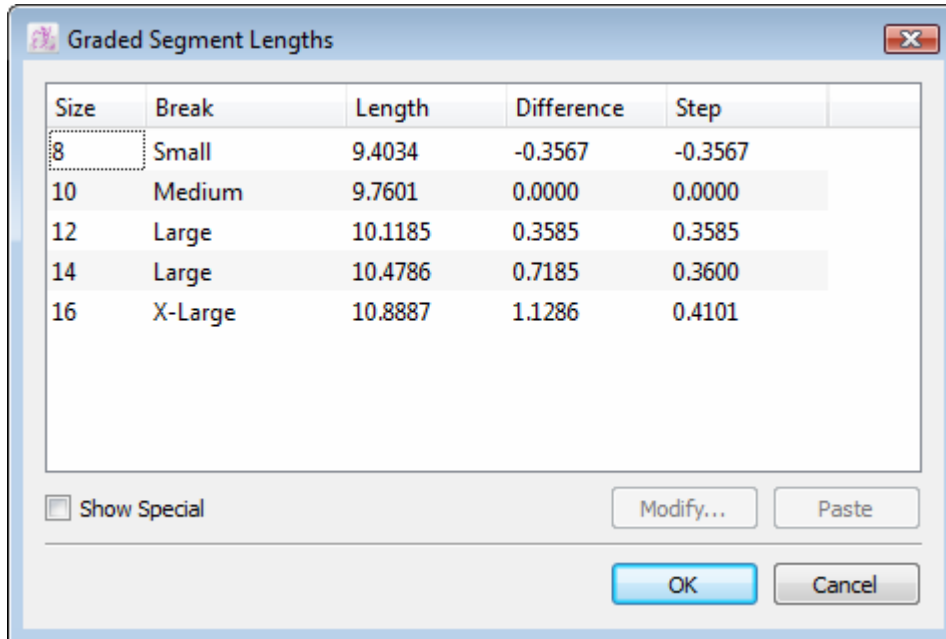 Graded Segment Lengths
Size Break Length Difference Step
8 Small 9.4034 -0.3567 -0.3567
10 Medium 9.7601 0.0000 0.0000
12 Large 10.1185 0.3585 0.3585
14 Large 10.4786 0.7185 0.3600
16 X-Large 10.8887 1.1286 0.4101
Show Special Modify... Paste
OK Cancel